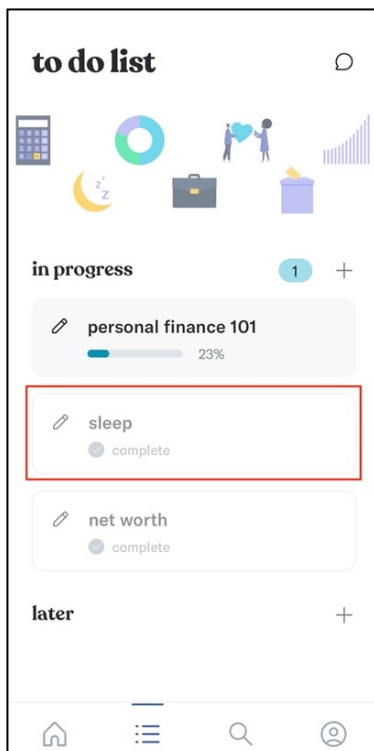 to do list
z z
z
in progress
1
personal finance 101
23%
sleep
complete
net worth
complete
later